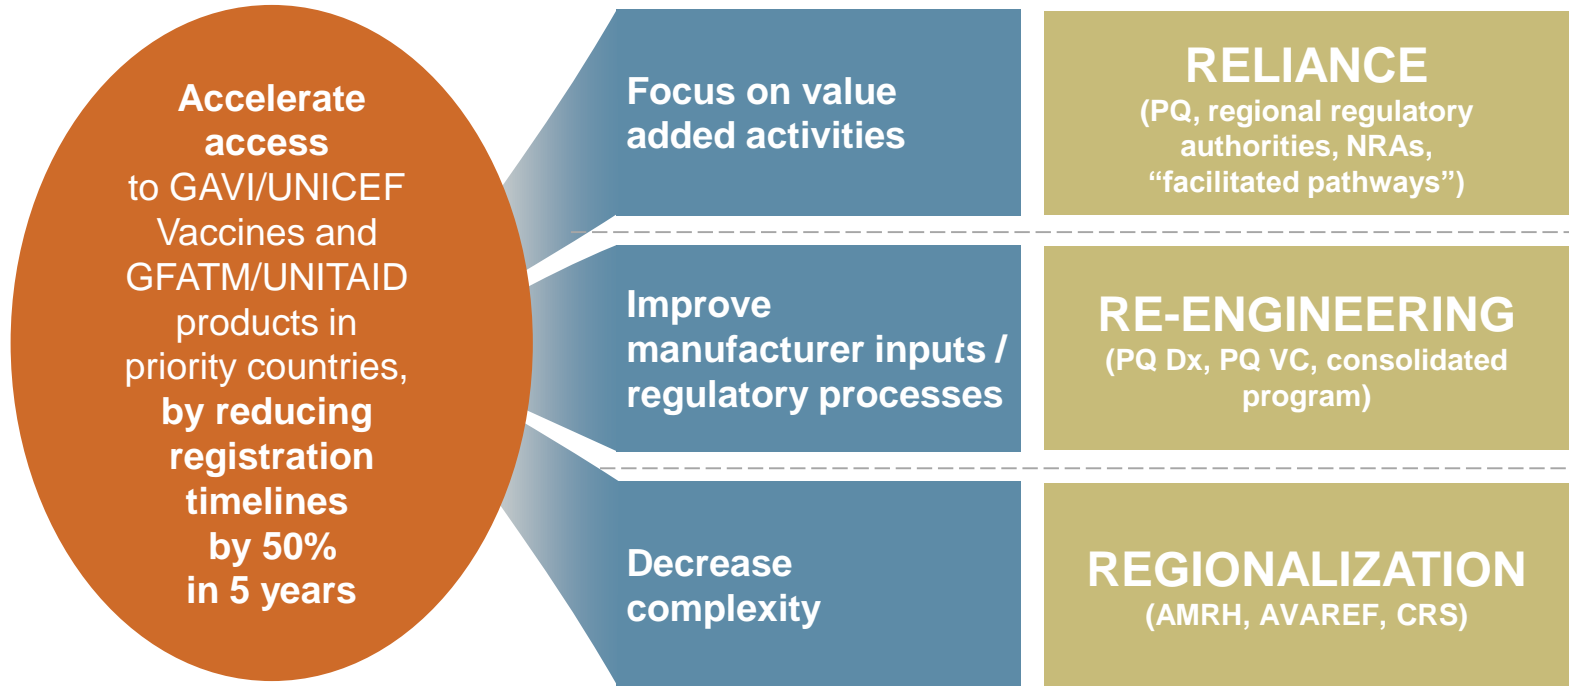 Accelerate
access
to GAVI/UNICEF
Vaccines and
GFATM/UNITAID
products in
priority countries,
by reducing
registration
timelines
by 50%
in 5 years
Focus on value
added activities
RELIANCE
(PQ, regional regulatory
authorities, NRAs,
“facilitated pathways”)
Improve
manufacturer inputs /
regulatory processes
RE-ENGINEERING
(PQ Dx, PQ VC, consolidated
program)
Decrease
complexity
REGIONALIZATION
(AMRH, AVAREF, CRS)